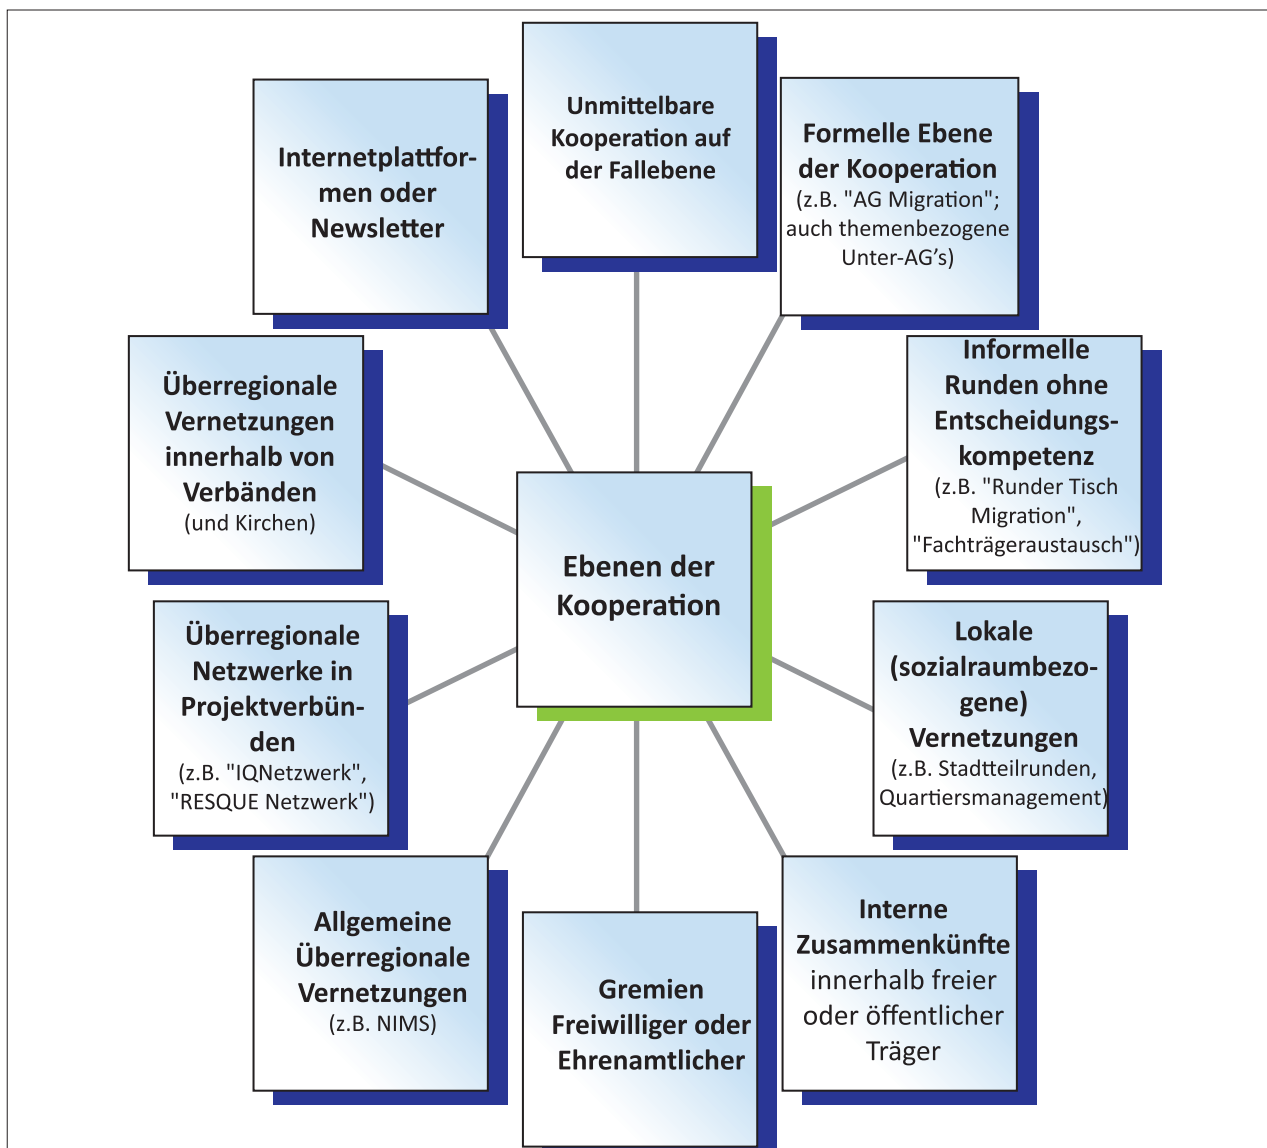 Unmittelbare
Kooperation auf
der Fallebene
Formelle Ebene
der Kooperation
(z.B. "AG Migration";
auch themenbezogene
Unter-AG's)
Informelle
Runden ohne
Entscheidungs-
kompetenz
(z.B. "Runder Tisch
Migration",
"Fachträgeraustausch")
Lokale
(sozialraumbezo-
gene)
Vernetzungen
(z.B. Stadtteilrunden,
Quartiersmanagement)
Interne
Zusammenkünfte
innerhalb freier
oder öffentlicher
Träger
Gremien
Freiwilliger oder
Ehrenamtlicher
Allgemeine
Überregionale
Vernetzungen
(z.B. NIMS)
Überregionale
Netzwerke in
Projektverbün-
den
(z.B. "IQNetzwerk",
"RESQUE Netzwerk")
Überregionale
Vernetzungen
innerhalb von
Verbänden
(und Kirchen)
Internetplattfor-
men oder
Newsletter
Ebenen der
Kooperation